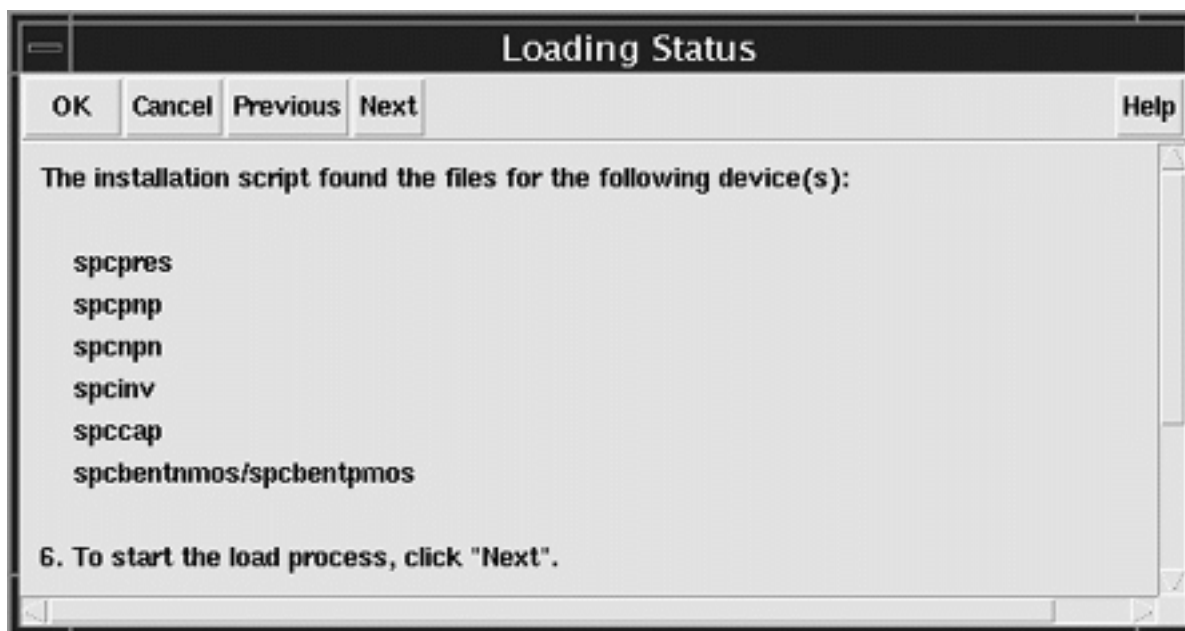 Loading Status
OK Cancel Previous Next Help
The installation script found the files for the following device(s):
spcpres
spcpnp
spcnpn
spcinv
spccap
spcbentnmos/spcbentpmos
6. To start the load process, click "Next".